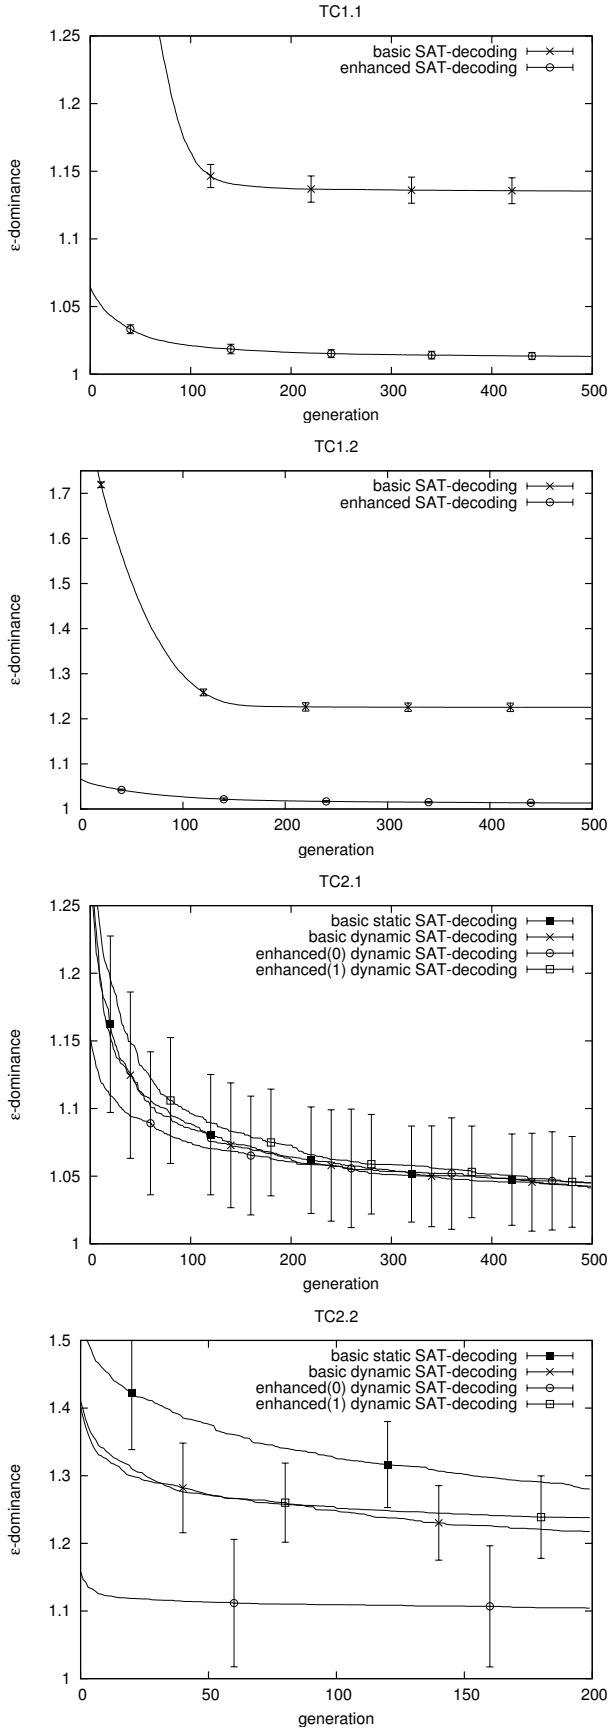 TC1.1
1.25
1.2
1.15
1.1
1.05
1
ε-dominance
basic SAT-decoding
enhanced SAT-decoding
0 100 200 300 400 500
generation
TC1.2
1.7
1.6
1.5
1.4
1.3
1.2
1.1
1
ε-dominance
basic SAT-decoding
enhanced SAT-decoding
0 100 200 300 400 500
generation
TC2.1
1.25
1.2
1.15
1.1
1.05
1
ε-dominance
basic static SAT-decoding
basic dynamic SAT-decoding
enhanced(0) dynamic SAT-decoding
enhanced(1) dynamic SAT-decoding
0 100 200 300 400 500
generation
TC2.2
1.5
1.4
1.3
1.2
1.1
1
ε-dominance
basic static SAT-decoding
basic dynamic SAT-decoding
enhanced(0) dynamic SAT-decoding
enhanced(1) dynamic SAT-decoding
0 50 100 150 200
generation